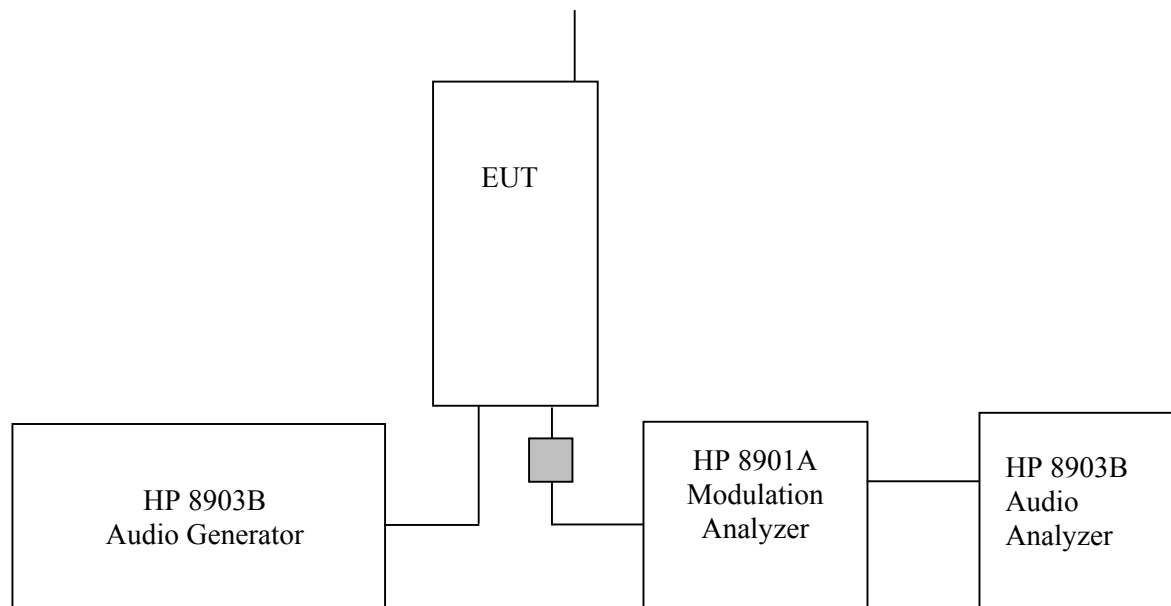 EUT
HP 8903B
Audio Generator
HP 8901A
Modulation
Analyzer
HP 8903B
Audio
Analyzer